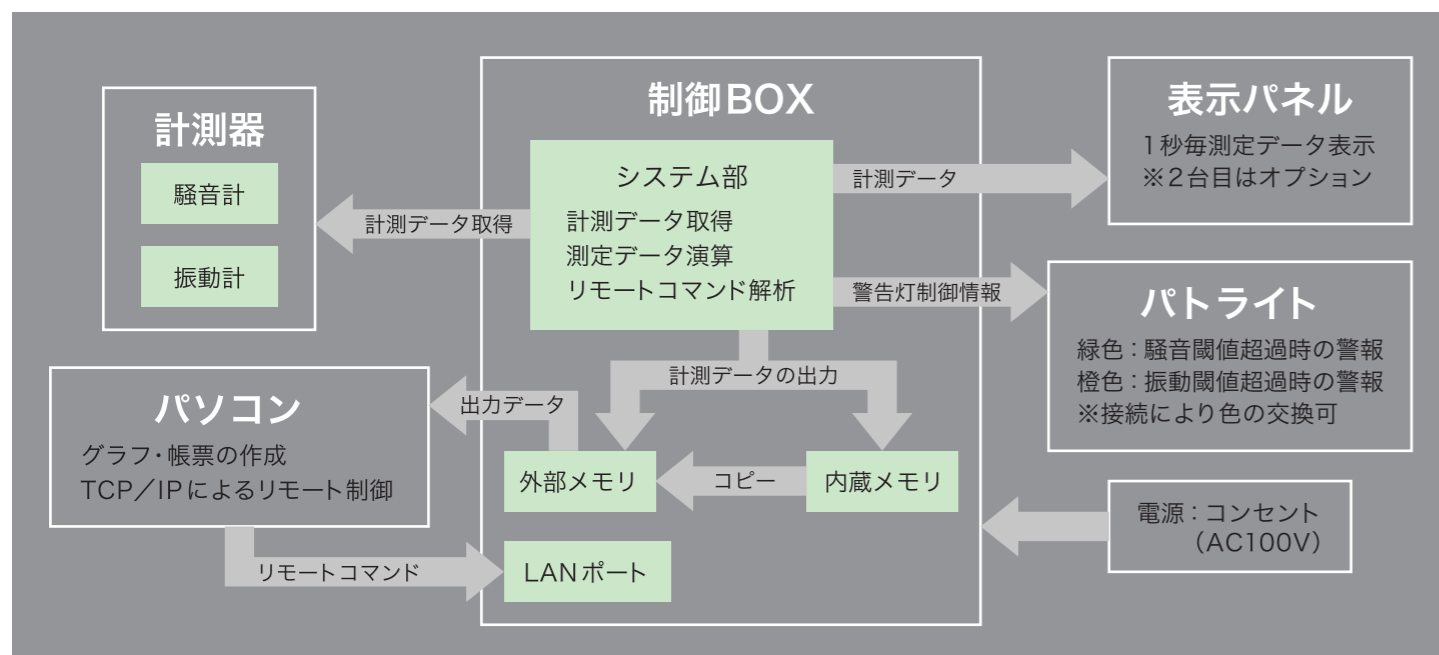 計測器
騒音計
振動計
計測データ取得
制御BOX
システム部
計測データ取得
測定データ演算
リモートコマンド解析
計測データ
表示パネル
1秒毎測定データ表示
※2台目はオプション
警告灯制御情報
パトライト
緑色：騒音閾値超過時の警報
橙色：振動閾値超過時の警報
※接続により色の交換可
計測データの出力
パソコン
グラフ・帳票の作成
TCP／IPによるリモート制御
出力データ
外部メモリ
コピー
内蔵メモリ
電源：コンセント
（AC100V）
リモートコマンド
LANポート